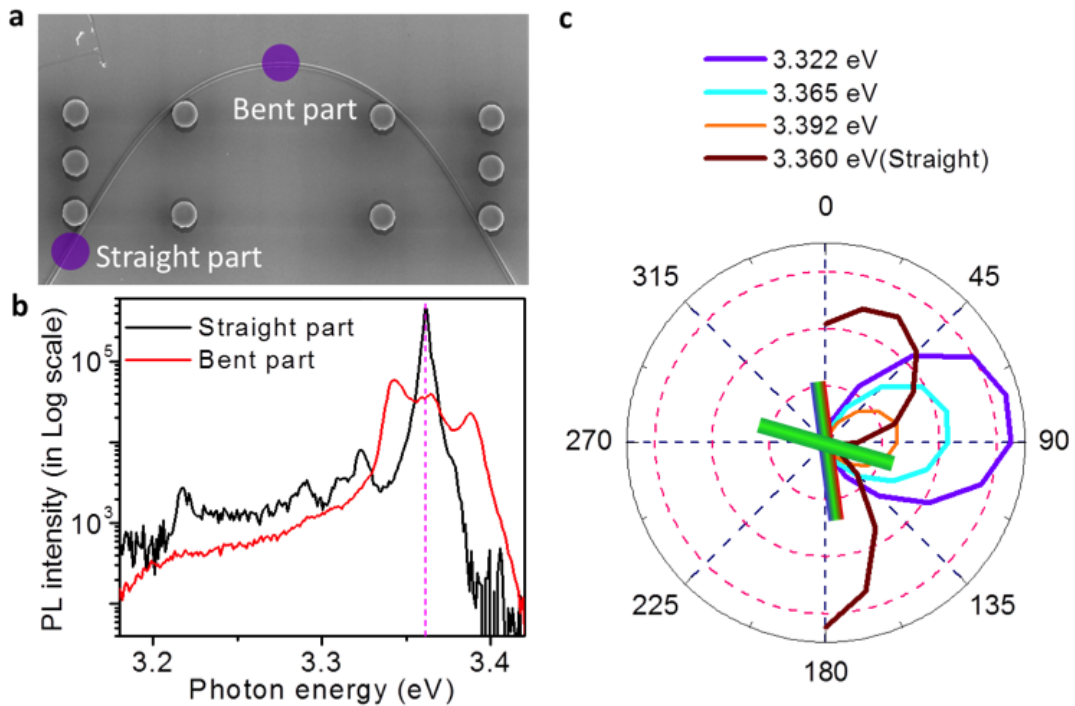 a
Bent part
Straight part
b
PL intensity (in Log scale)
10^5
10^3
Straight part
Bent part
3.2
3.3
3.4
Photon energy (eV)
c
3.322 eV
3.365 eV
3.392 eV
3.360 eV(Straight)
0
45
90
135
180
225
270
315